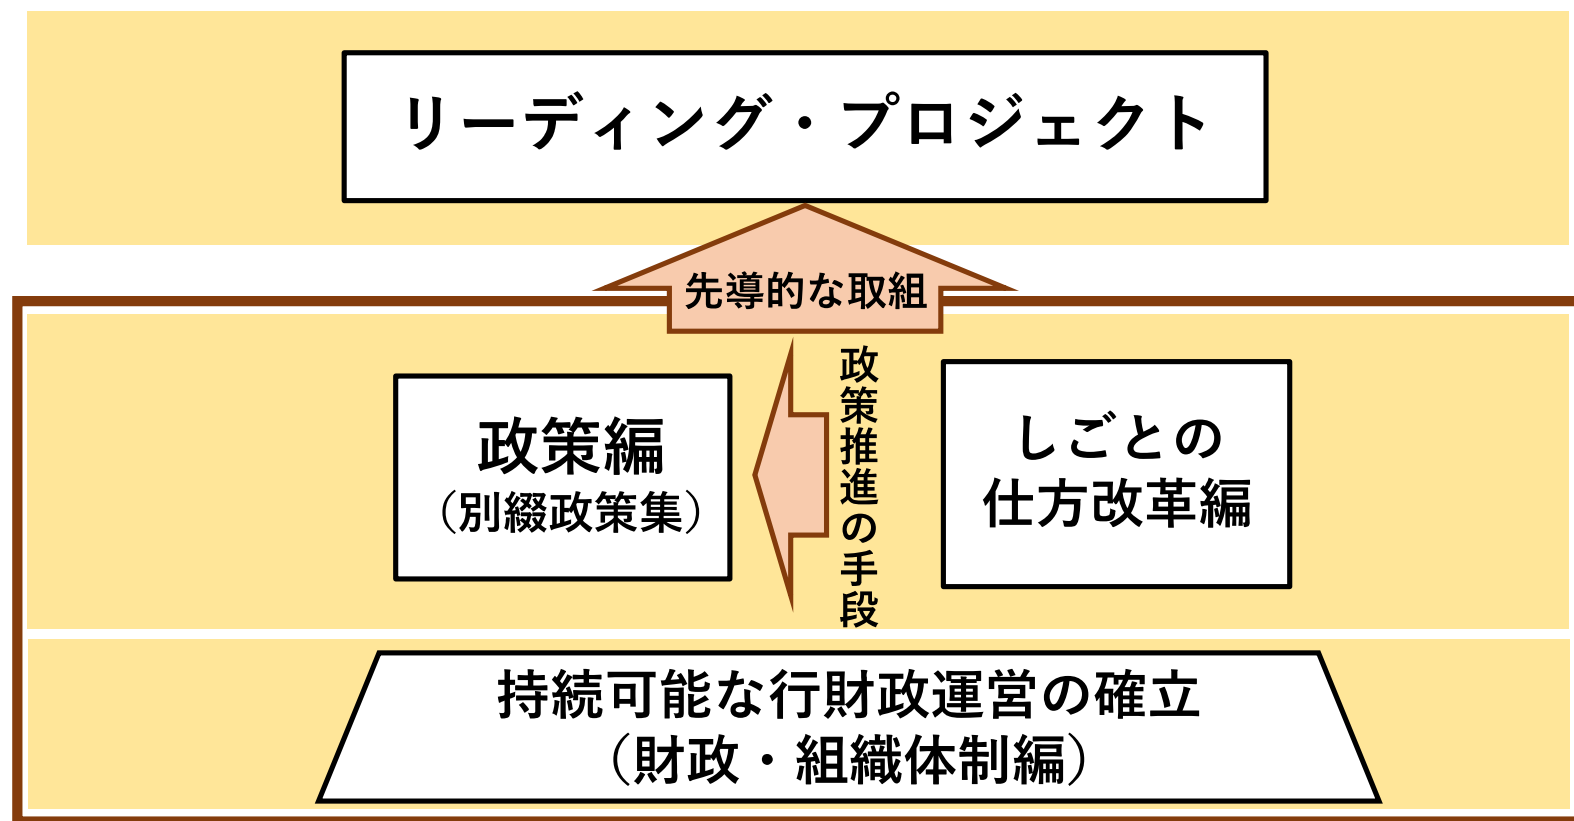 リーディング・プロジェクト
先導的な取組
政策編
（別綴政策集）
政策推進の手段
しごとの
仕方改革編
持続可能な行財政運営の確立
（財政・組織体制編）